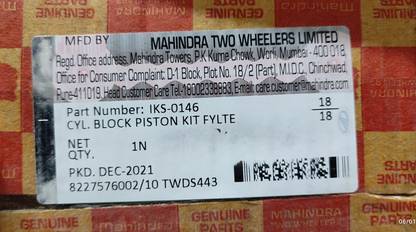 MFD BY MAHINDRA TWO WHEELERS LIMITED
Regd. Office address, Mahindra Towers, P.K Kurne Chowk, Worli, Mumbai - 400 018,
Office for Consumer Complaint: D-1 Block, Plot No. 18/2 (Part), M.I.D.C, Chinchwad,
Pune-411019, Head Customer Care Tel-18002338883, E-mail: care.customer@mahindra.com
Part Number: IKS-0146 18
CYL. BLOCK PISTON KIT FYLTE 18
NET
QTY. 1N
PKD. DEC-2021
8227576002/10 TWDS443
GENUINE PARTS
MAHINDRA
GENUINE PARTS